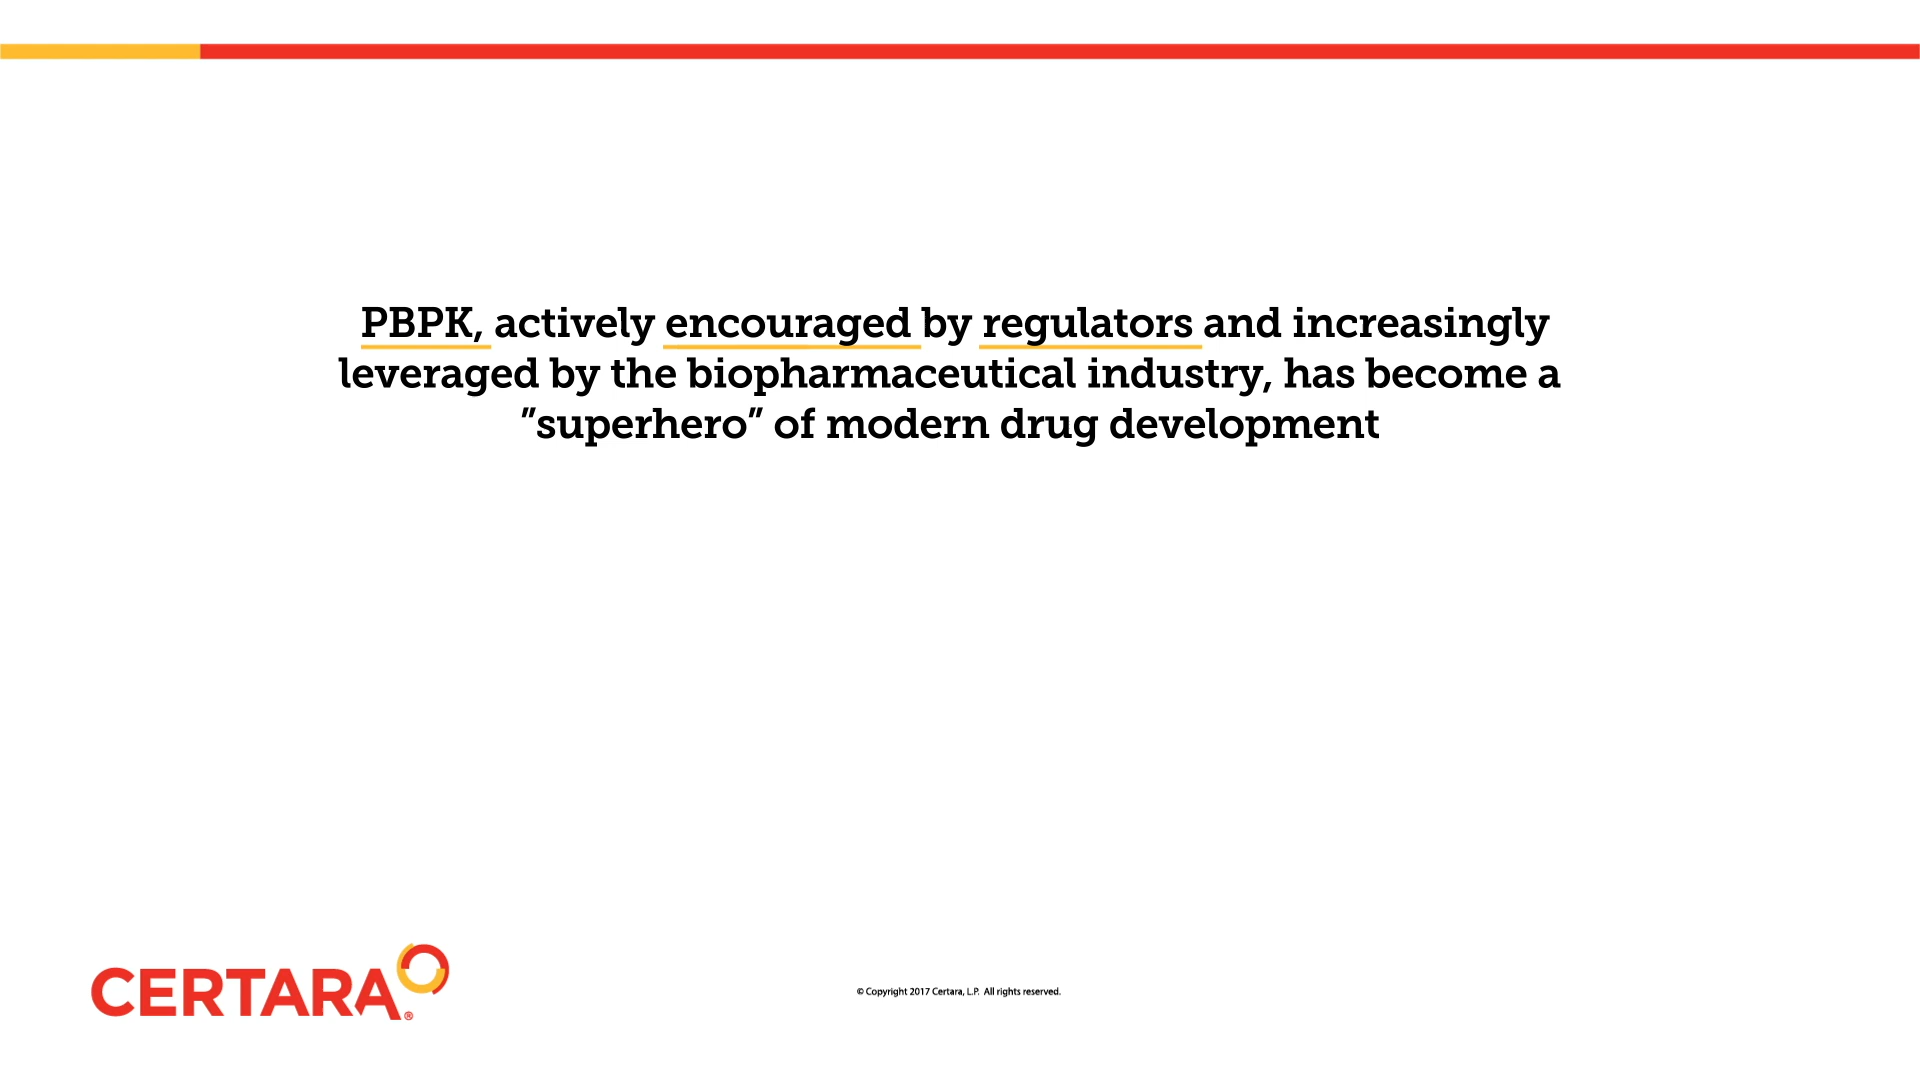 PBPK, actively encouraged by regulators and increasingly
leveraged by the biopharmaceutical industry, has become a
”superhero” of modern drug development
CERTARA®
© Copyright 2017 Certara, L.P. All rights reserved.